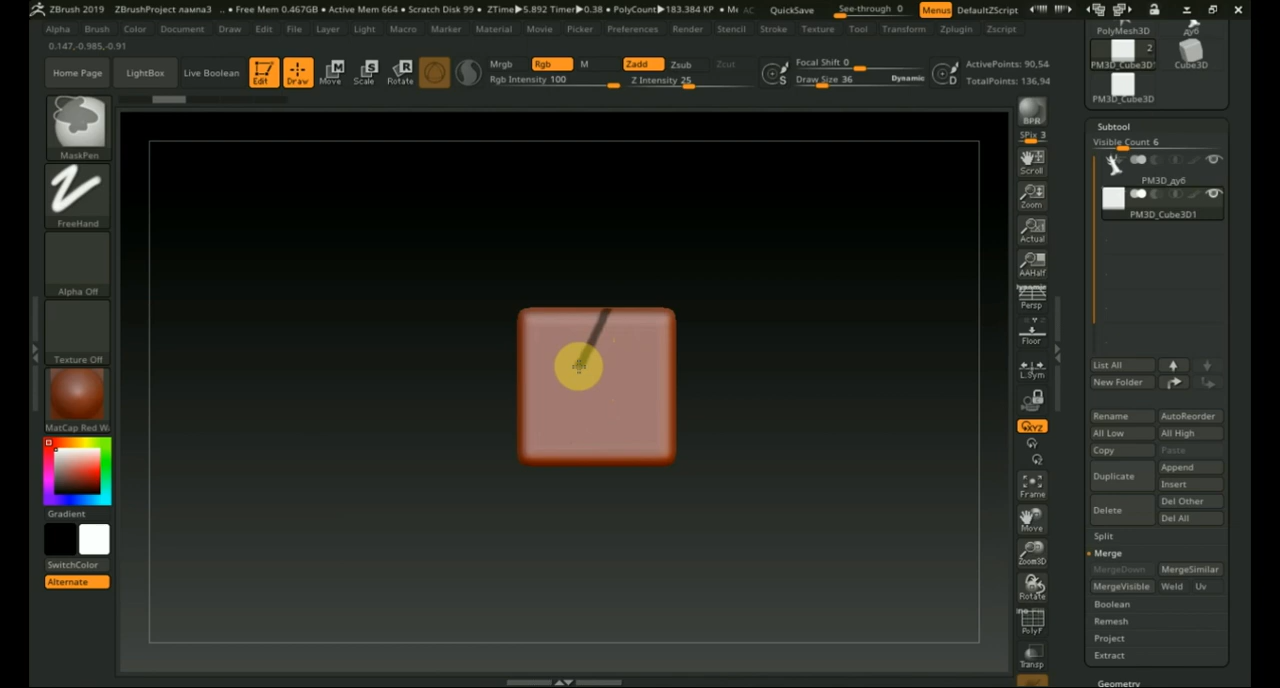 ZBrush 2019 ZBrushProject лампа3 .. • Free Mem 0.467GB • Active Mem 664 • Scratch Disk 99 • ZTime▶5.892 Timer▶0.38 • PolyCount▶183.384 KP • Me AC QuickSave See-through 0 Menus DefaultZScript
Alpha Brush Color Document Draw Edit File Layer Light Macro Marker Material Movie Picker Preferences Render Stencil Stroke Texture Tool Transform Zplugin Zscript
0.147,-0.985,-0.91
Home Page LightBox Live Boolean Edit Draw Move Scale Rotate
Mrgb Rgb M Zadd Zsub Zcut
Rgb Intensity 100 Z Intensity 25
Focal Shift 0
Draw Size 36 Dynamic
ActivePoints: 90,54
TotalPoints: 136,94
MaskPen
FreeHand
Alpha Off
Texture Off
MatCap Red W
Gradient
SwitchColor
Alternate
BPR
SPix 3
Scroll
Zoom
Actual
AAHalf
Dynamic
Persp
Floor
L.Sym
XYZ
Frame
Move
Zoom3D
Rotate
PolyF
Transp
PolyMesh3D дуб
2
PM3D_Cube3D Cube3D
PM3D_Cube3D
Subtool
Visible Count 6
PM3D_дуб
PM3D_Cube3D1
List All
New Folder
Rename AutoReorder
All Low All High
Copy Paste
Duplicate Append
Insert
Delete Del Other
Del All
Split
Merge
MergeDown MergeSimilar
MergeVisible Weld Uv
Boolean
Remesh
Project
Extract
Geometry